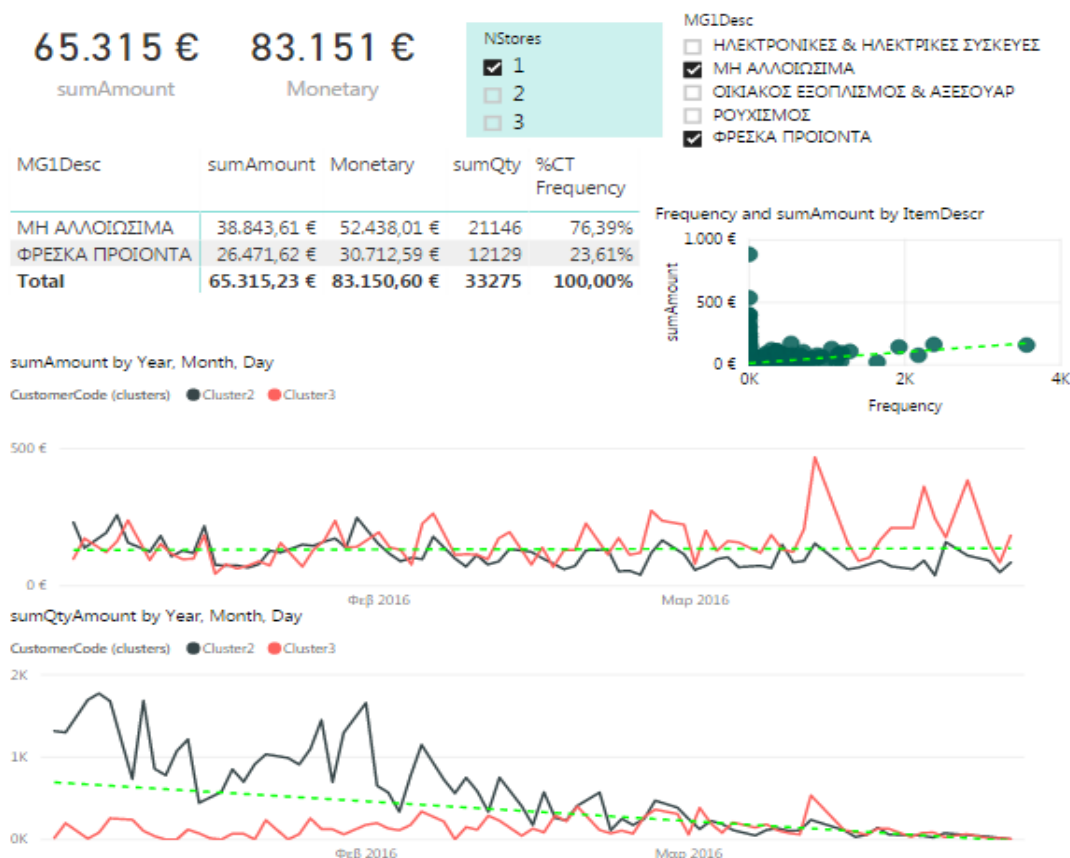 65.315 €
sumAmount
83.151 €
Monetary
NStores
1
2
3
MG1Desc
ΗΛΕΚΤΡΟΝΙΚΕΣ & ΗΛΕΚΤΡΙΚΕΣ ΣΥΣΚΕΥΕΣ
ΜΗ ΑΛΛΟΙΩΣΙΜΑ
ΟΙΚΙΑΚΟΣ ΕΞΟΠΛΙΣΜΟΣ & ΑΞΕΣΟΥΑΡ
ΡΟΥΧΙΣΜΟΣ
ΦΡΕΣΚΑ ΠΡΟΙΟΝΤΑ
MG1Desc sumAmount Monetary sumQty %CT
Frequency
ΜΗ ΑΛΛΟΙΩΣΙΜΑ 38.843,61 € 52.438,01 € 21146 76,39%
ΦΡΕΣΚΑ ΠΡΟΙΟΝΤΑ 26.471,62 € 30.712,59 € 12129 23,61%
Total 65.315,23 € 83.150,60 € 33275 100,00%
Frequency and sumAmount by ItemDescr
sumAmount
1.000 €
500 €
0 €
0K 2K 4K
Frequency
sumAmount by Year, Month, Day
CustomerCode (clusters) Cluster2 Cluster3
500 €
0 €
Φεβ 2016 Μαρ 2016
sumQtyAmount by Year, Month, Day
CustomerCode (clusters) Cluster2 Cluster3
2K
1K
0K
Φεβ 2016 Μαρ 2016